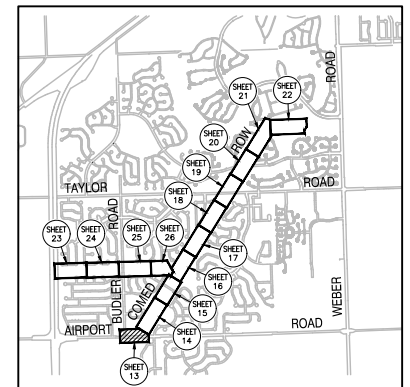 SHEET 21
SHEET 22
ROAD
SHEET 20
ROW
SHEET 19
TAYLOR
ROAD
SHEET 18
ROAD
SHEET 23
SHEET 24
SHEET 25
SHEET 26
SHEET 17
SHEET 16
BUDLER
COMED
WEBER
SHEET 15
AIRPORT
ROAD
SHEET 14
SHEET 13